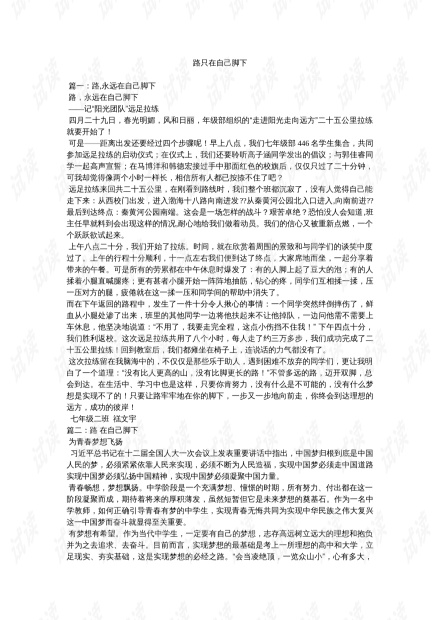 路只在自己脚下
篇一：路,永远在自己脚下
路，永远在自己脚下
——记“阳光团队”远足拉练
四月二十九日，春光明媚，风和日丽，年级部组织的“走进阳光走向远方”二十五公里拉练
就要开始了！
可是——距离出发还要经过四个步骤呢！早上八点，我们七年级部 446 名学生集合，共同
参加远足拉练的启动仪式；在仪式上，我们还要聆听高子涵同学发出的倡议；与郭佳睿同
学一起高声宣誓；在马博洋和韩德宏接过手中那面红色的校旗后，仅仅只过了二十分钟，
可我却觉得像两个小时一样长，相信所有人都已按捺不住了吧？
远足拉练来回共二十五公里，在刚看到路线时，我们整个班都沉寂了，没有人觉得自己能
走下来：从西校门出发，进入渤海十八路向南进发??从秦黄河公园北入口进入,向南前进??
最后到达终点：秦黄河公园南端。这会是一场怎样的战斗？艰苦卓绝？恐怕没人会知道,班
主任早就料到会出现这样的情况,耐心地给我们做着动员。我们的信心又被重新点燃，一个
个跃跃欲试起来。
上午八点二十分，我们开始了拉练。时间，就在欣赏着周围的景致和与同学们的谈笑中度
过了。上午的行程十分顺利，十一点左右我们便到达了终点，大家席地而坐，一起分享着
带来的午餐。可是所有的劳累都在中午休息时爆发了：有的人脚上起了豆大的泡；有的人
揉着小腿直喊腿疼；更有甚者小腿开始一阵阵地抽筋，钻心的疼，同学们互相揉一揉，压
一压对方的腿，疲倦就在这一揉一压和同学间的帮助中消失了。
而在下午返回的路程中，发生了一件十分令人揪心的事情：一个同学突然绊倒摔伤了，鲜
血从小腿处渗了出来，班里的其他同学一边将他扶起来不让他掉队，一边问他需不需要上
车休息，他坚决地说道：“不用了，我要走完全程，这点小伤挡不住我！” 下午四点十分，
我们胜利返校。这次远足拉练共用了八个小时，每人走了约三万多步，我们成功完成了二
十五公里拉练！回到教室后，我们都瘫坐在椅子上，连说话的力气都没有了。
这次拉练留在我脑海中的，不仅仅是那些乐于助人，遇到困难不放弃的同学们，更让我明
白了一个道理：“没有比人更高的山，没有比脚更长的路！”不管多远的路，迈开双脚，总
会到达。在生活中、学习中也是这样，只要你肯努力，没有什么是不可能的，没有什么梦
想是实现不了的！只要让路牢牢地在你的脚下，一步又一步地向前走，你终会到达理想的
远方，成功的彼岸！
七年级二班  禚文宇
篇二：路 在自己脚下
为青春梦想飞扬
习近平总书记在十二届全国人大一次会议上发表重要讲话中指出，中国梦归根到底是中国
人民的梦，必须紧紧依靠人民来实现，必须不断为人民造福，实现中国梦必须走中国道路
实现中国梦必须弘扬中国精神，实现中国梦必须凝聚中国力量。
青春畅想，梦想飘扬。中学阶段是一个充满梦想、憧憬的时期，所有努力、付出都在这一
阶段凝聚而成，期待着将来的厚积薄发，虽然短暂但它是未来梦想的奠基石。作为一名中
学教师，如何正确引导青春有梦的中学生，实现青春无悔共同为实现中华民族之伟大复兴
这一中国梦而奋斗就显得至关重要。
有梦想有希望。作为当代中学生，一定要有自己的梦想，志存高远树立远大的理想和抱负
并为之去追求、去奋斗。目前而言，实现梦想的最基础是考上一所理想的高中和大学，立
足现实、夯实基础，这是实现梦想的必经之路。“会当凌绝顶，一览众山小”，心有多大，